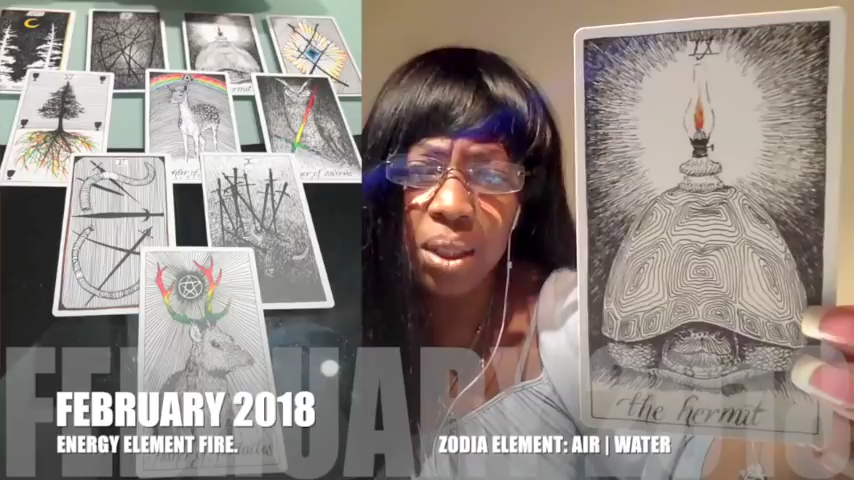 IX
the hermit
FEBRUARY 2018
ENERGY ELEMENT FIRE.
ZODIA ELEMENT: AIR | WATER